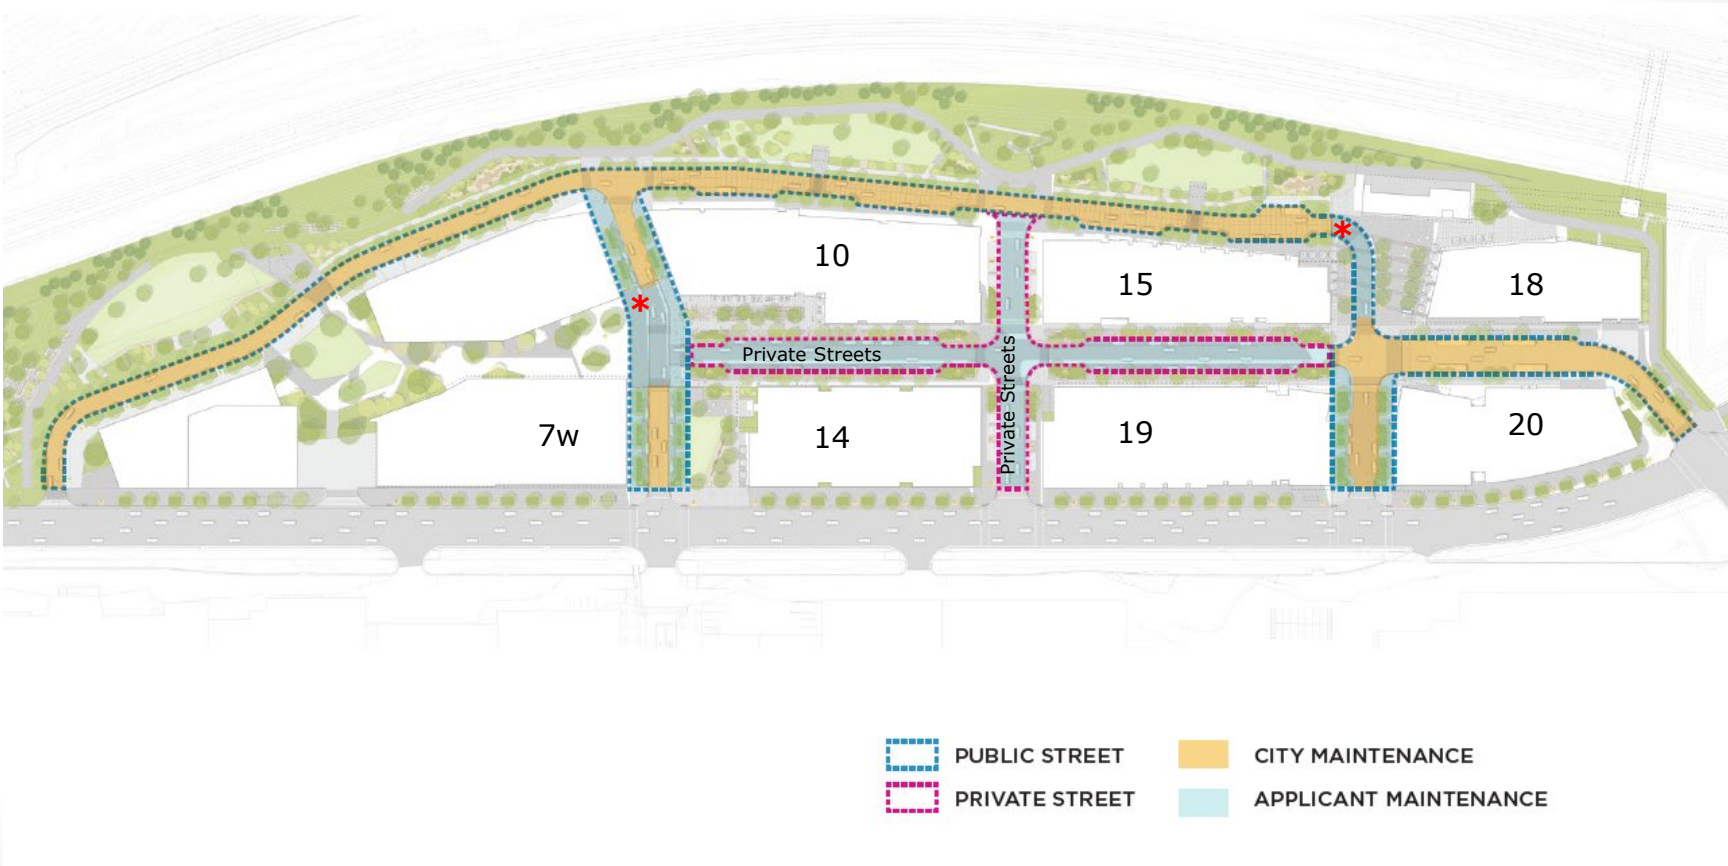 *
10
15
18
*
Private Streets
Private Streets
7w
14
19
20
PUBLIC STREET
CITY MAINTENANCE
PRIVATE STREET
APPLICANT MAINTENANCE